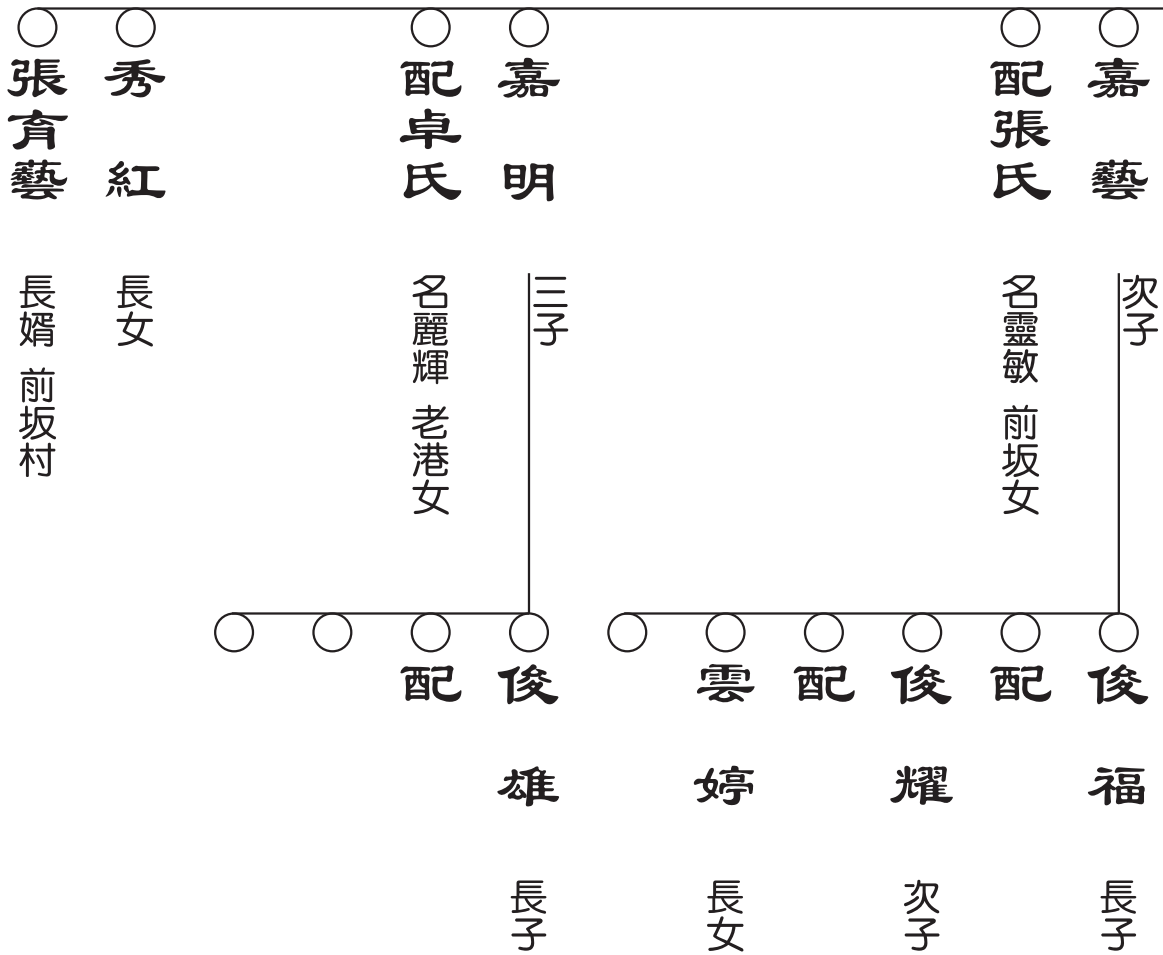 嘉藝
次子
配張氏
名靈敏 前坂女
嘉明
三子
配卓氏
名麗輝 老港女
秀紅
長女
張育藝
長婿 前坂村
俊福
長子
配
俊耀
次子
配
雲婷
長女
俊雄
長子
配